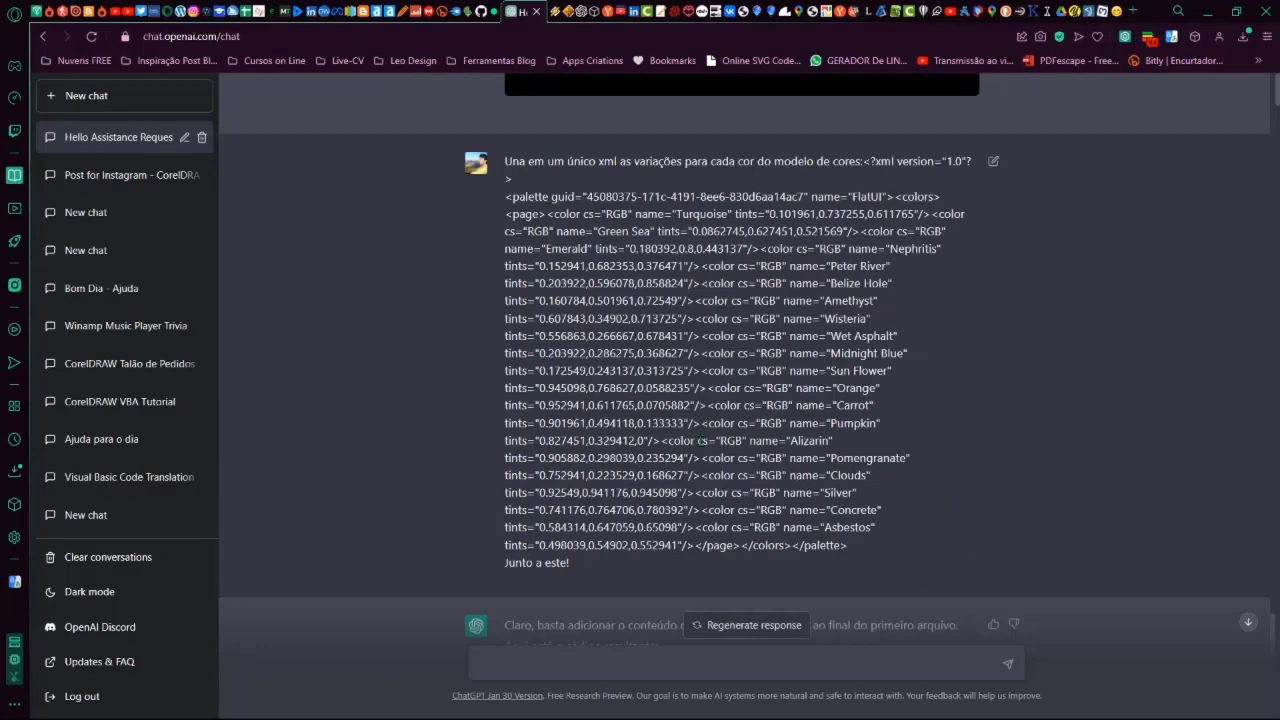 chat.openai.com/chat
Nuvens FREE
Inspiração Post Bl...
Cursos on Line
Live-CV
Leo Design
Ferramentas Blog
Apps Criations
Bookmarks
Online SVG Code...
GERADOR De LIN...
Transmissão ao vi...
PDFescape - Free...
Bitly | Encurtador...
New chat
Hello Assistance Reques
Post for Instagram - CorelDRA
New chat
New chat
Bom Dia - Ajuda
Winamp Music Player Trivia
CorelDRAW Talão de Pedidos
CorelDRAW VBA Tutorial
Ajuda para o dia
Visual Basic Code Translation
New chat
Clear conversations
Dark mode
OpenAI Discord
Updates & FAQ
Log out
Una em um único xml as variações para cada cor do modelo de cores:<?xml version="1.0"?
>
<palette guid="45080375-171c-4191-8ee6-830d6aa14ac7" name="FlatUI"><colors>
<page><color cs="RGB" name="Turquoise" tints="0.101961,0.737255,0.611765"/><color
cs="RGB" name="Green Sea" tints="0.0862745,0.627451,0.521569"/><color cs="RGB"
name="Emerald" tints="0.180392,0.8,0.443137"/><color cs="RGB" name="Nephritis"
tints="0.152941,0.682353,0.376471"/><color cs="RGB" name="Peter River"
tints="0.203922,0.596078,0.858824"/><color cs="RGB" name="Belize Hole"
tints="0.160784,0.501961,0.72549"/><color cs="RGB" name="Amethyst"
tints="0.607843,0.34902,0.713725"/><color cs="RGB" name="Wisteria"
tints="0.556863,0.266667,0.678431"/><color cs="RGB" name="Wet Asphalt"
tints="0.203922,0.286275,0.368627"/><color cs="RGB" name="Midnight Blue"
tints="0.172549,0.243137,0.313725"/><color cs="RGB" name="Sun Flower"
tints="0.945098,0.768627,0.0588235"/><color cs="RGB" name="Orange"
tints="0.952941,0.611765,0.0705882"/><color cs="RGB" name="Carrot"
tints="0.901961,0.494118,0.133333"/><color cs="RGB" name="Pumpkin"
tints="0.827451,0.329412,0"/><color cs="RGB" name="Alizarin"
tints="0.905882,0.298039,0.235294"/><color cs="RGB" name="Pomengranate"
tints="0.752941,0.223529,0.168627"/><color cs="RGB" name="Clouds"
tints="0.92549,0.941176,0.945098"/><color cs="RGB" name="Silver"
tints="0.741176,0.764706,0.780392"/><color cs="RGB" name="Concrete"
tints="0.584314,0.647059,0.65098"/><color cs="RGB" name="Asbestos"
tints="0.498039,0.54902,0.552941"/></page></colors></palette>
Junto a este!
Claro, basta adicionar o conteúdo
ao final do primeiro arquivo.
Regenerate response
ChatGPT Jan 30 Version. Free Research Preview. Our goal is to make AI systems more natural and safe to interact with. Your feedback will help us improve.